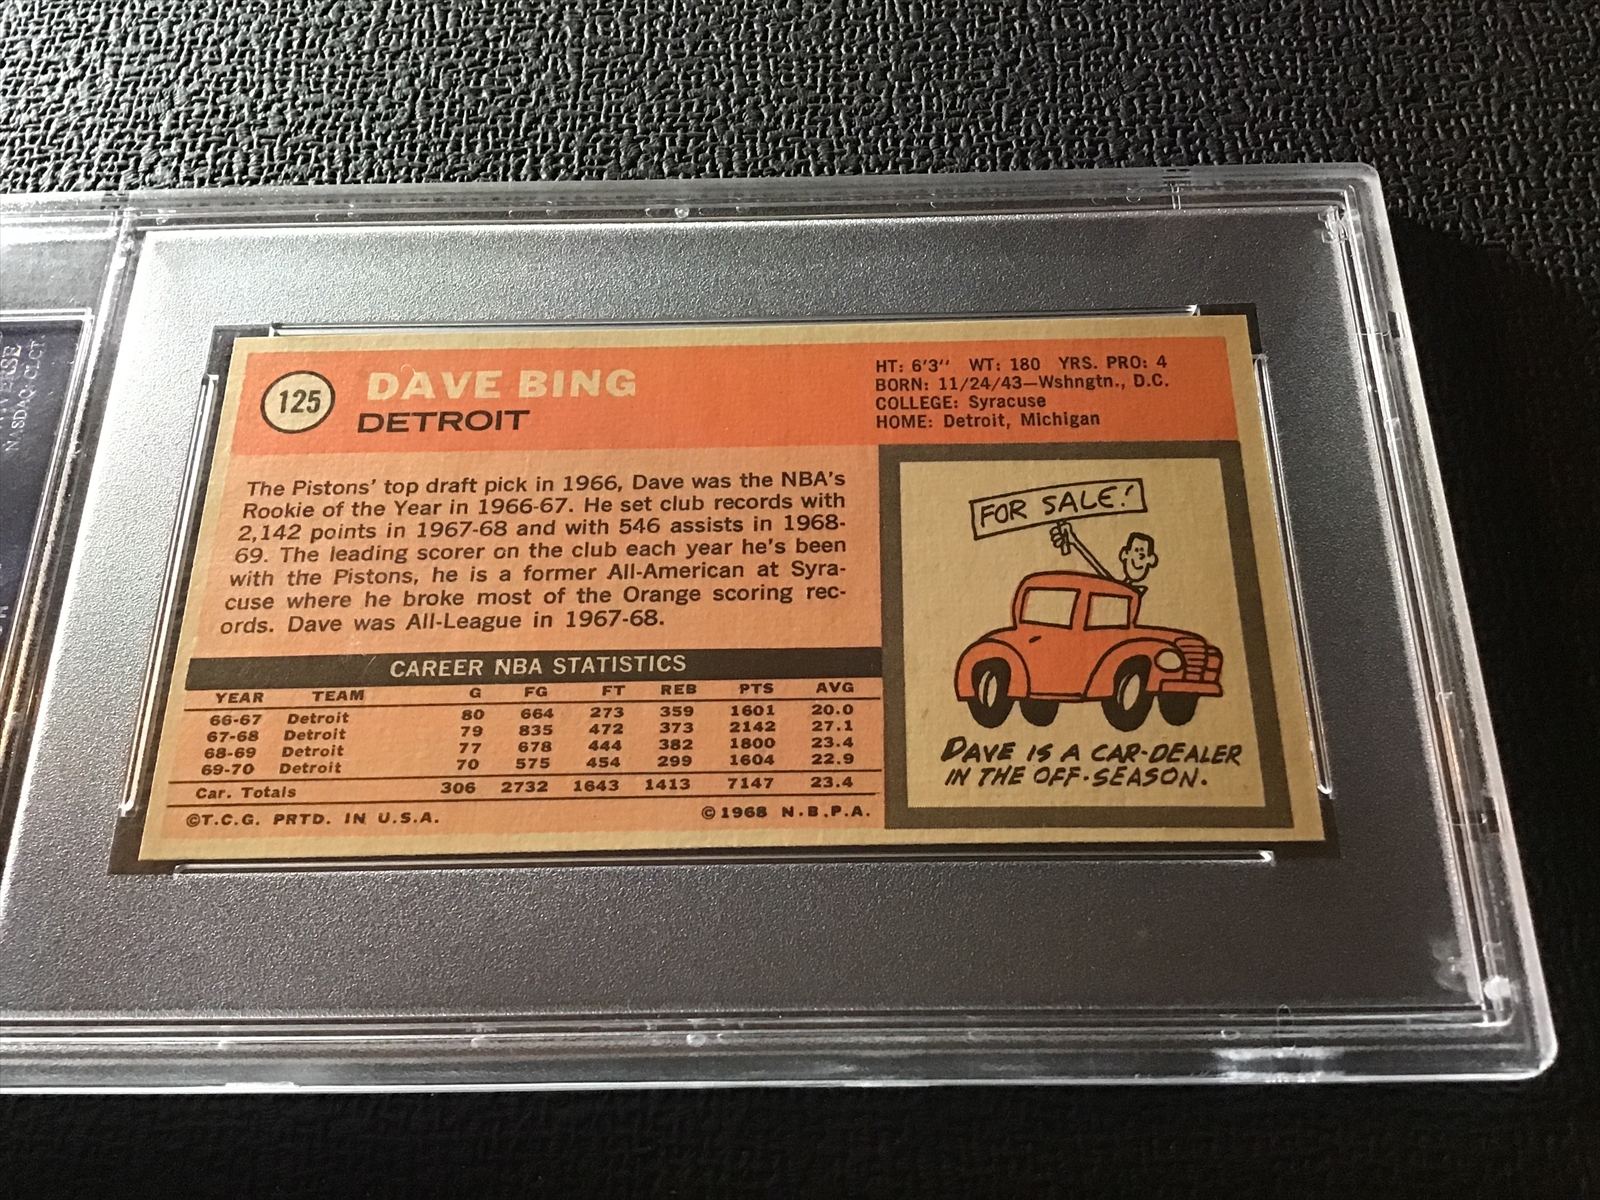 ERSE
NASDAQ: CLCT.
125
DAVE BING
DETROIT
HT: 6'3'' WT: 180 YRS. PRO: 4
BORN: 11/24/43—Wshngtn., D.C.
COLLEGE: Syracuse
HOME: Detroit, Michigan
The Pistons' top draft pick in 1966, Dave was the NBA's
Rookie of the Year in 1966-67. He set club records with
2,142 points in 1967-68 and with 546 assists in 1968-
69. The leading scorer on the club each year he's been
with the Pistons, he is a former All-American at Syra-
cuse where he broke most of the Orange scoring rec-
ords. Dave was All-League in 1967-68.
CAREER NBA STATISTICS
YEAR TEAM G FG FT REB PTS AVG
66-67 Detroit 80 664 273 359 1601 20.0
67-68 Detroit 79 835 472 373 2142 27.1
68-69 Detroit 77 678 444 382 1800 23.4
69-70 Detroit 70 575 454 299 1604 22.9
Car. Totals 306 2732 1643 1413 7147 23.4
©T.C.G. PRTD. IN U.S.A. ©1968 N.B.P.A.
FOR SALE!
DAVE IS A CAR-DEALER
IN THE OFF-SEASON.